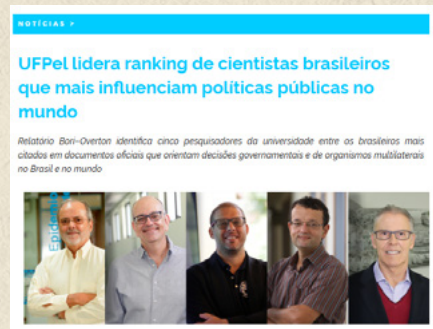 NOTÍCIAS >
UFPel lidera ranking de cientistas brasileiros
que mais influenciam políticas públicas no
mundo
Relatório Bori-Overton identifica cinco pesquisadores da universidade entre os brasileiros mais
citados em documentos oficiais que orientam decisões governamentais e de organismos multilaterais
no Brasil e no mundo